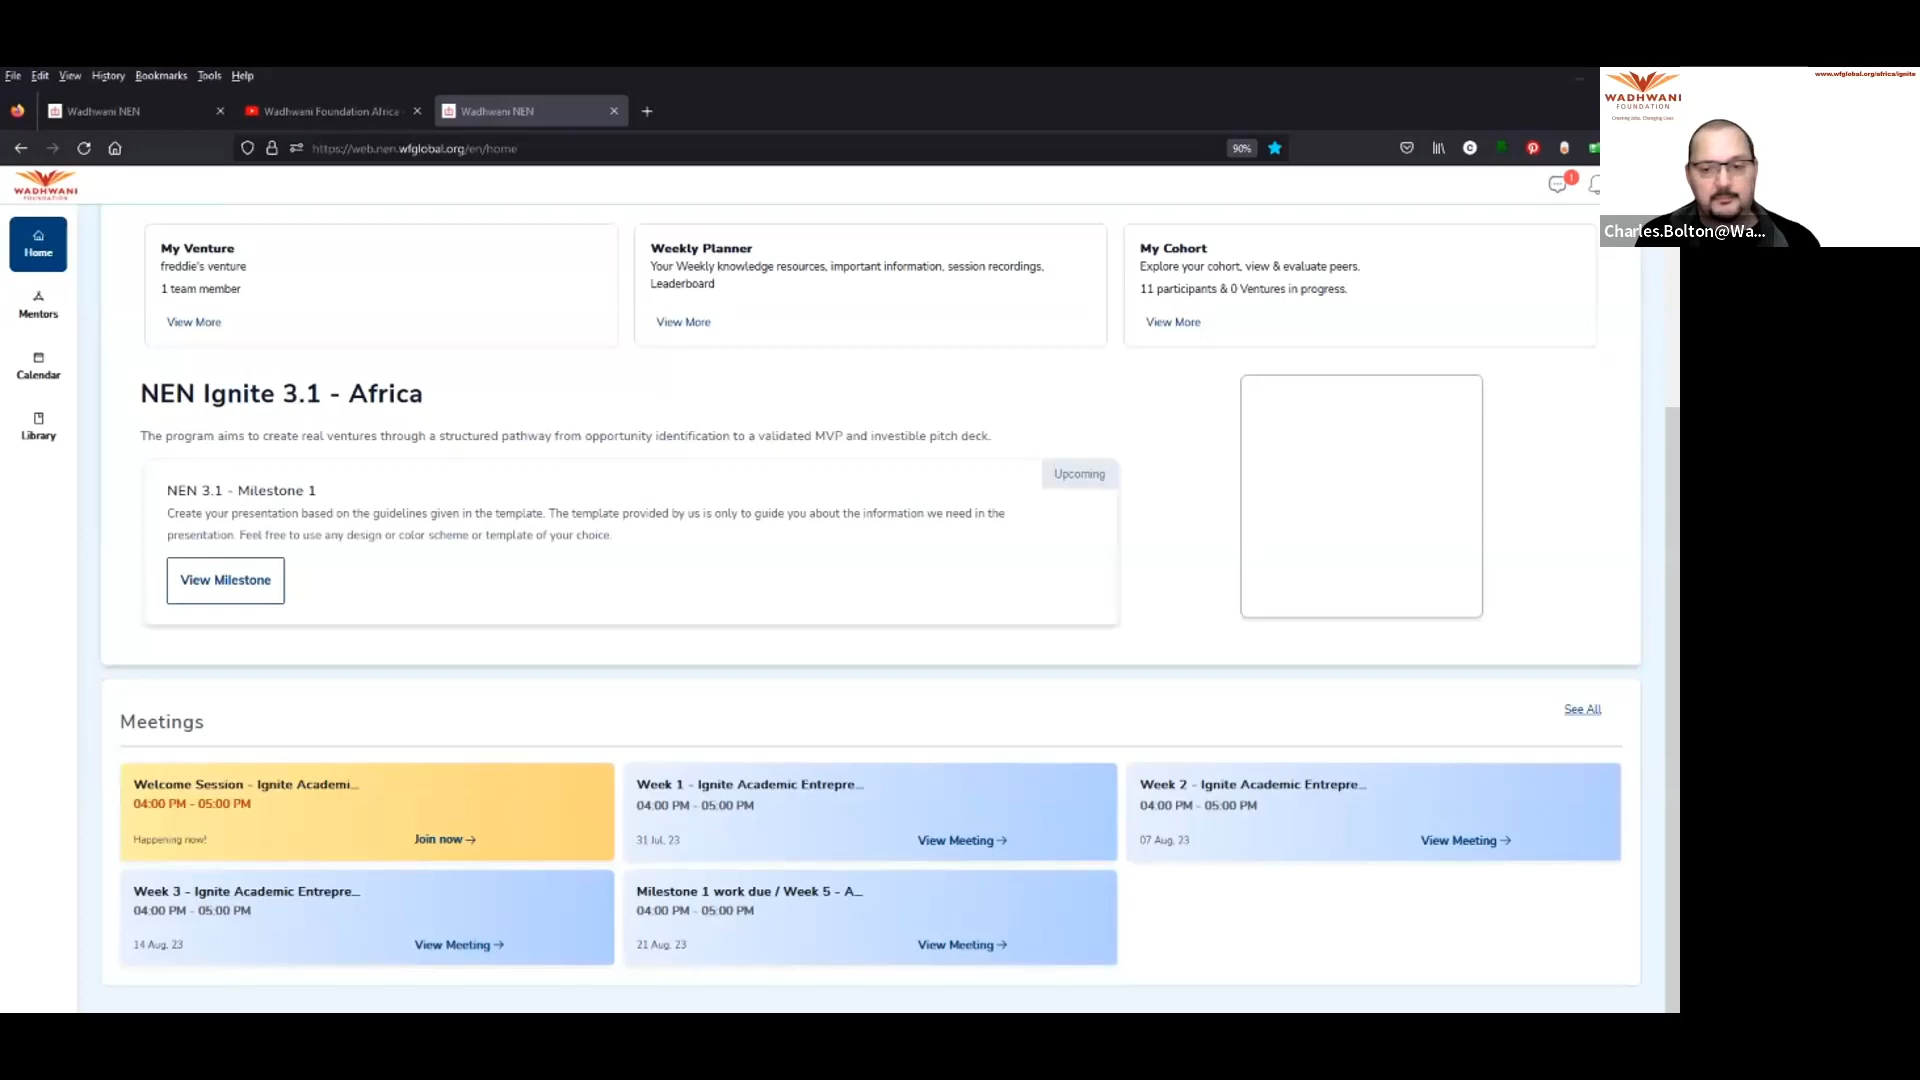 File Edit View History Bookmarks Tools Help
Wadhwani NEN
Wadhwani Foundation Africa
Wadhwani NEN
https://web.nen.wfglobal.org/en/home
90%
www.wfglobal.org/africa/ignite
WADHWANI
FOUNDATION
Creating Jobs, Changing Lives
Charles.Bolton@Wa...
WADHWANI
FOUNDATION
1
Home
Mentors
Calendar
Library
My Venture
freddie's venture
1 team member
View More
Weekly Planner
Your Weekly knowledge resources, important information, session recordings,
Leaderboard
View More
My Cohort
Explore your cohort, view & evaluate peers.
11 participants & 0 Ventures in progress.
View More
NEN Ignite 3.1 - Africa
The program aims to create real ventures through a structured pathway from opportunity identification to a validated MVP and investible pitch deck.
Upcoming
NEN 3.1 - Milestone 1
Create your presentation based on the guidelines given in the template. The template provided by us is only to guide you about the information we need in the
presentation. Feel free to use any design or color scheme or template of your choice.
View Milestone
Meetings
See All
Welcome Session - Ignite Academi...
04:00 PM - 05:00 PM
Happening now!
Join now →
Week 1 - Ignite Academic Entrepre...
04:00 PM - 05:00 PM
31 Jul, 23
View Meeting →
Week 2 - Ignite Academic Entrepre...
04:00 PM - 05:00 PM
07 Aug, 23
View Meeting →
Week 3 - Ignite Academic Entrepre...
04:00 PM - 05:00 PM
14 Aug, 23
View Meeting →
Milestone 1 work due / Week 5 - A...
04:00 PM - 05:00 PM
21 Aug, 23
View Meeting →